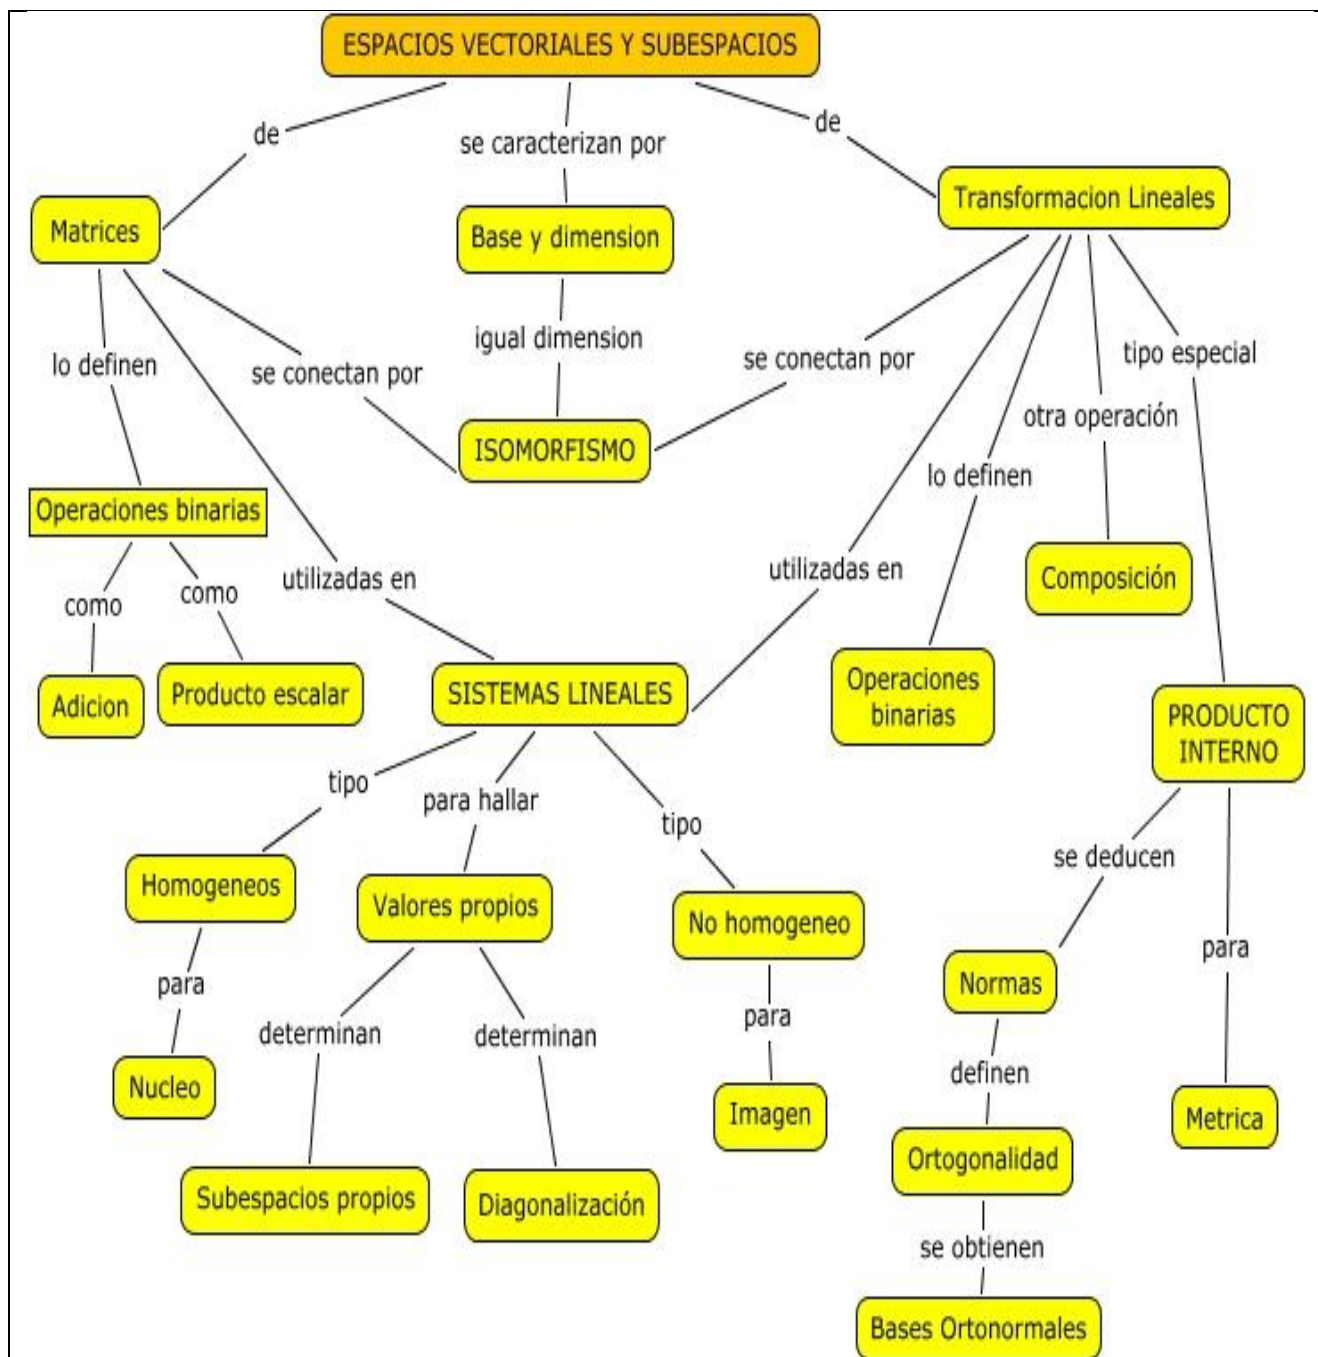 ESPACIOS VECTORIALES Y SUBESPACIOS
de
se caracterizan por
de
Matrices
Base y dimension
Transformacion Lineales
lo definen
se conectan por
igual dimension
se conectan por
tipo especial
otra operación
ISOMORFISMO
lo definen
Operaciones binarias
utilizadas en
utilizadas en
Composición
como
como
Adicion
Producto escalar
SISTEMAS LINEALES
Operaciones
binarias
PRODUCTO
INTERNO
tipo
para hallar
tipo
se deducen
Homogeneos
Valores propios
No homogeneo
para
Normas
para
determinan
determinan
para
definen
Nucleo
Imagen
Metrica
Ortogonalidad
Subespacios propios
Diagonalización
se obtienen
Bases Ortonormales